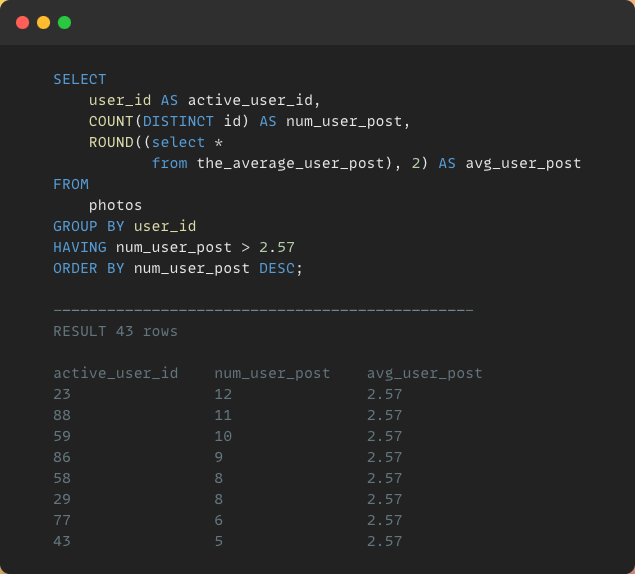 SELECT
user_id AS active_user_id,
COUNT(DISTINCT id) AS num_user_post,
ROUND((select *
from the_average_user_post), 2) AS avg_user_post
FROM
photos
GROUP BY user_id
HAVING num_user_post > 2.57
ORDER BY num_user_post DESC;
-----------------------------------------------
RESULT 43 rows
active_user_id num_user_post avg_user_post
23 12 2.57
88 11 2.57
59 10 2.57
86 9 2.57
58 8 2.57
29 8 2.57
77 6 2.57
43 5 2.57